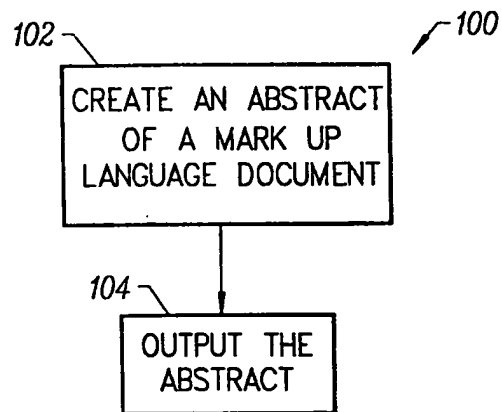 102
100
CREATE AN ABSTRACT
OF A MARK UP
LANGUAGE DOCUMENT
104
OUTPUT THE
ABSTRACT